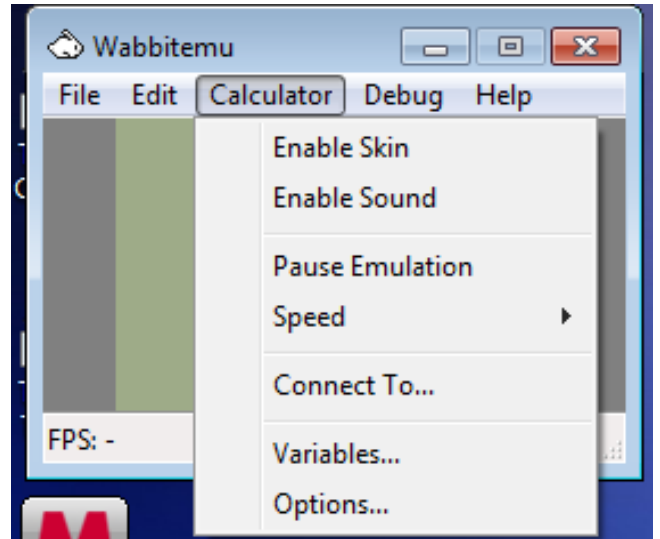 Wabbitemu
File Edit Calculator Debug Help
Enable Skin
Enable Sound
Pause Emulation
Speed
Connect To...
FPS: -
Variables...
Options...